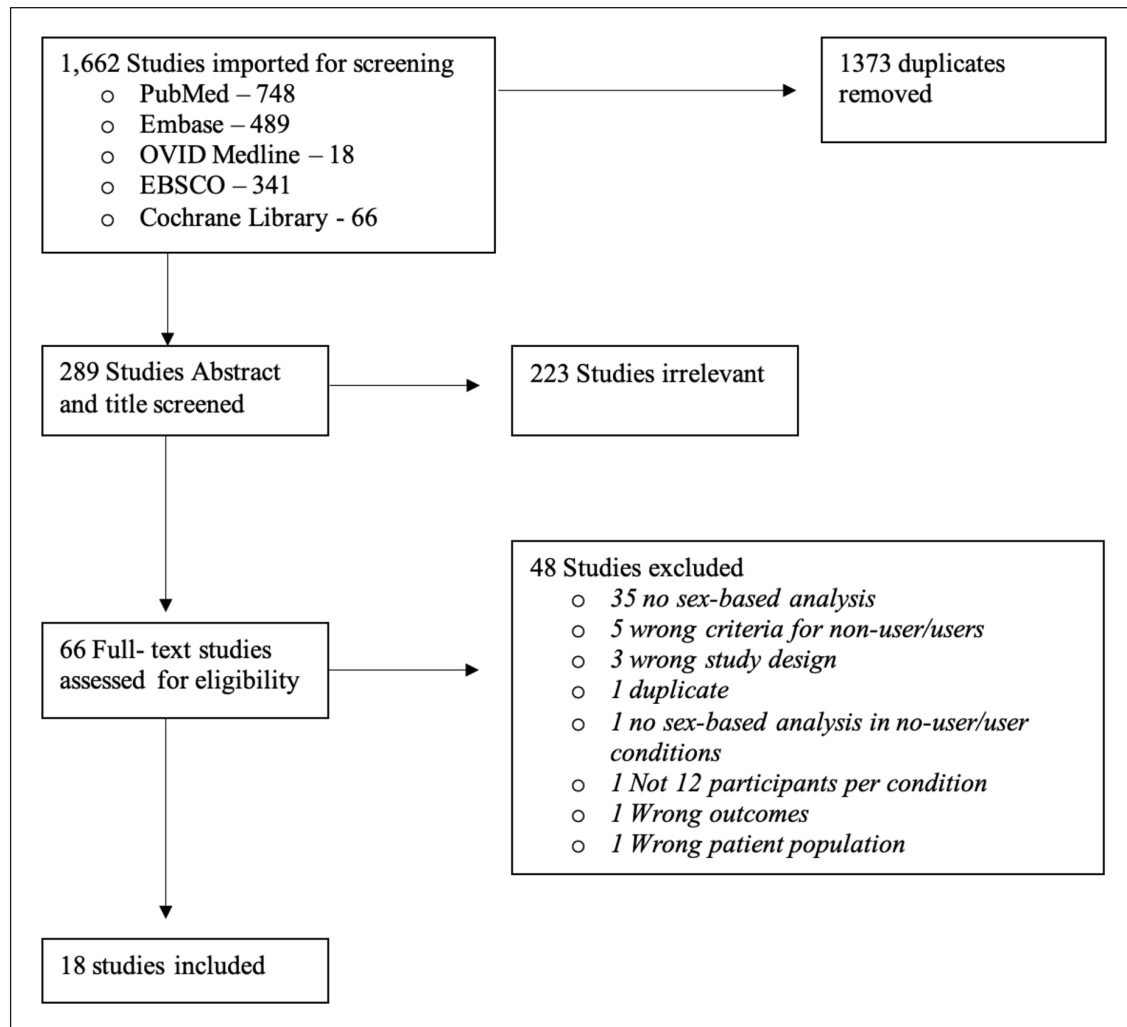 1,662 Studies imported for screening
o PubMed – 748
o Embase – 489
o OVID Medline – 18
o EBSCO – 341
o Cochrane Library - 66
1373 duplicates
removed
289 Studies Abstract
and title screened
223 Studies irrelevant
66 Full- text studies
assessed for eligibility
48 Studies excluded
o 35 no sex-based analysis
o 5 wrong criteria for non-user/users
o 3 wrong study design
o 1 duplicate
o 1 no sex-based analysis in no-user/user
conditions
o 1 Not 12 participants per condition
o 1 Wrong outcomes
o 1 Wrong patient population
18 studies included